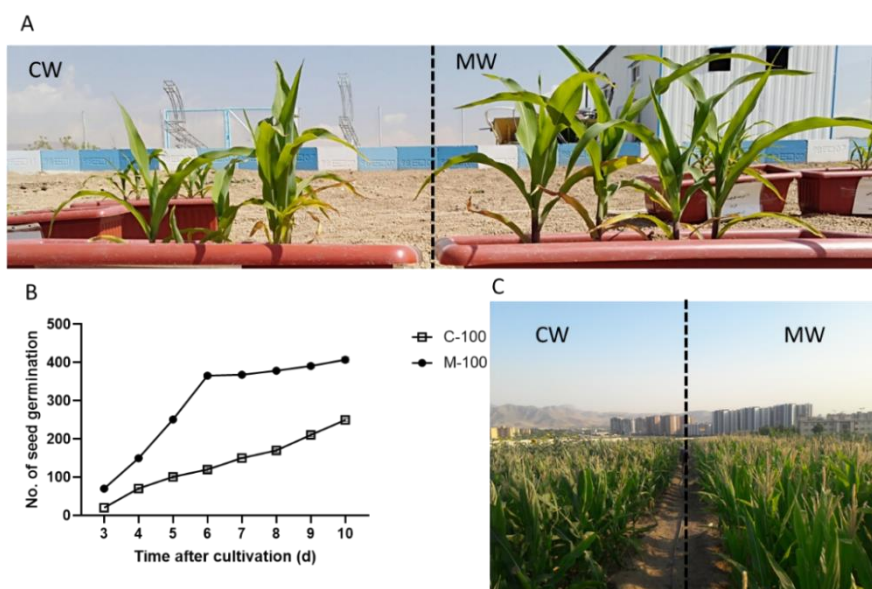 A
CW
MW
B
No. of seed germination
500
400
300
200
100
0
3 4 5 6 7 8 9 10
Time after cultivation (d)
C-100
M-100
C
CW
MW